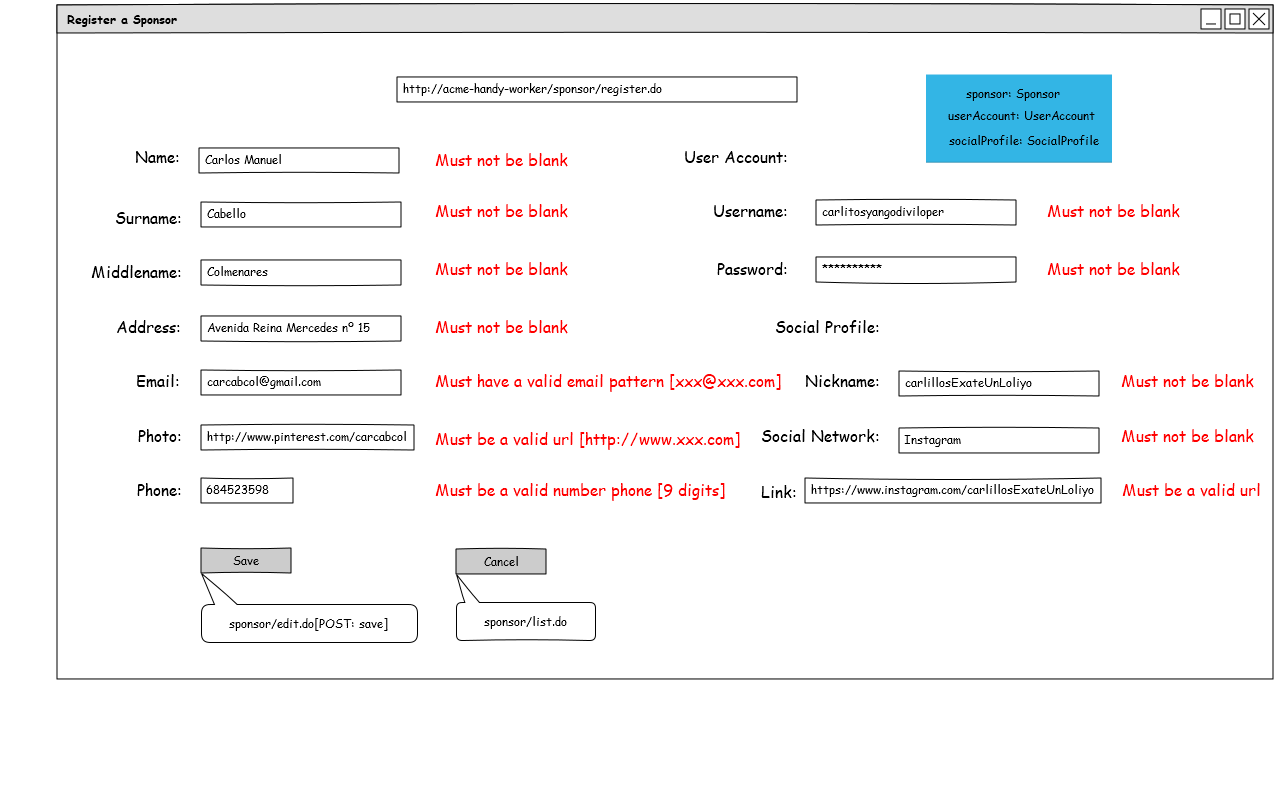 Register a Sponsor
http://acme-handy-worker/sponsor/register.do
sponsor: Sponsor
userAccount: UserAccount
socialProfile: SocialProfile
Name: Carlos Manuel Must not be blank
User Account:
Surname: Cabello Must not be blank
Username: carlitosyangodiviloper Must not be blank
Middlename: Colmenares Must not be blank
Password: ********** Must not be blank
Address: Avenida Reina Mercedes nº 15 Must not be blank
Social Profile:
Email: carcabcol@gmail.com Must have a valid email pattern [xxx@xxx.com]
Nickname: carlillosExateUnLoliyo Must not be blank
Photo: http://www.pinterest.com/carcabcol Must be a valid url [http://www.xxx.com]
Social Network: Instagram Must not be blank
Phone: 684523598 Must be a valid number phone [9 digits]
Link: https://www.instagram.com/carlillosExateUnLoliyo Must be a valid url
Save
Cancel
sponsor/edit.do[POST: save]
sponsor/list.do